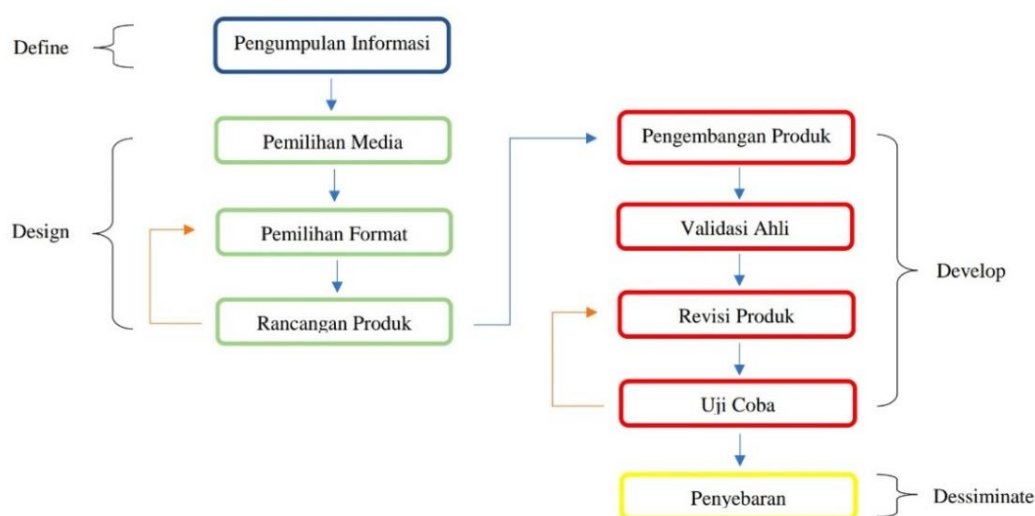 Define
Pengumpulan Informasi
Design
Pemilihan Media
Pemilihan Format
Rancangan Produk
Pengembangan Produk
Validasi Ahli
Revisi Produk
Uji Coba
Develop
Penyebaran
Dessiminate